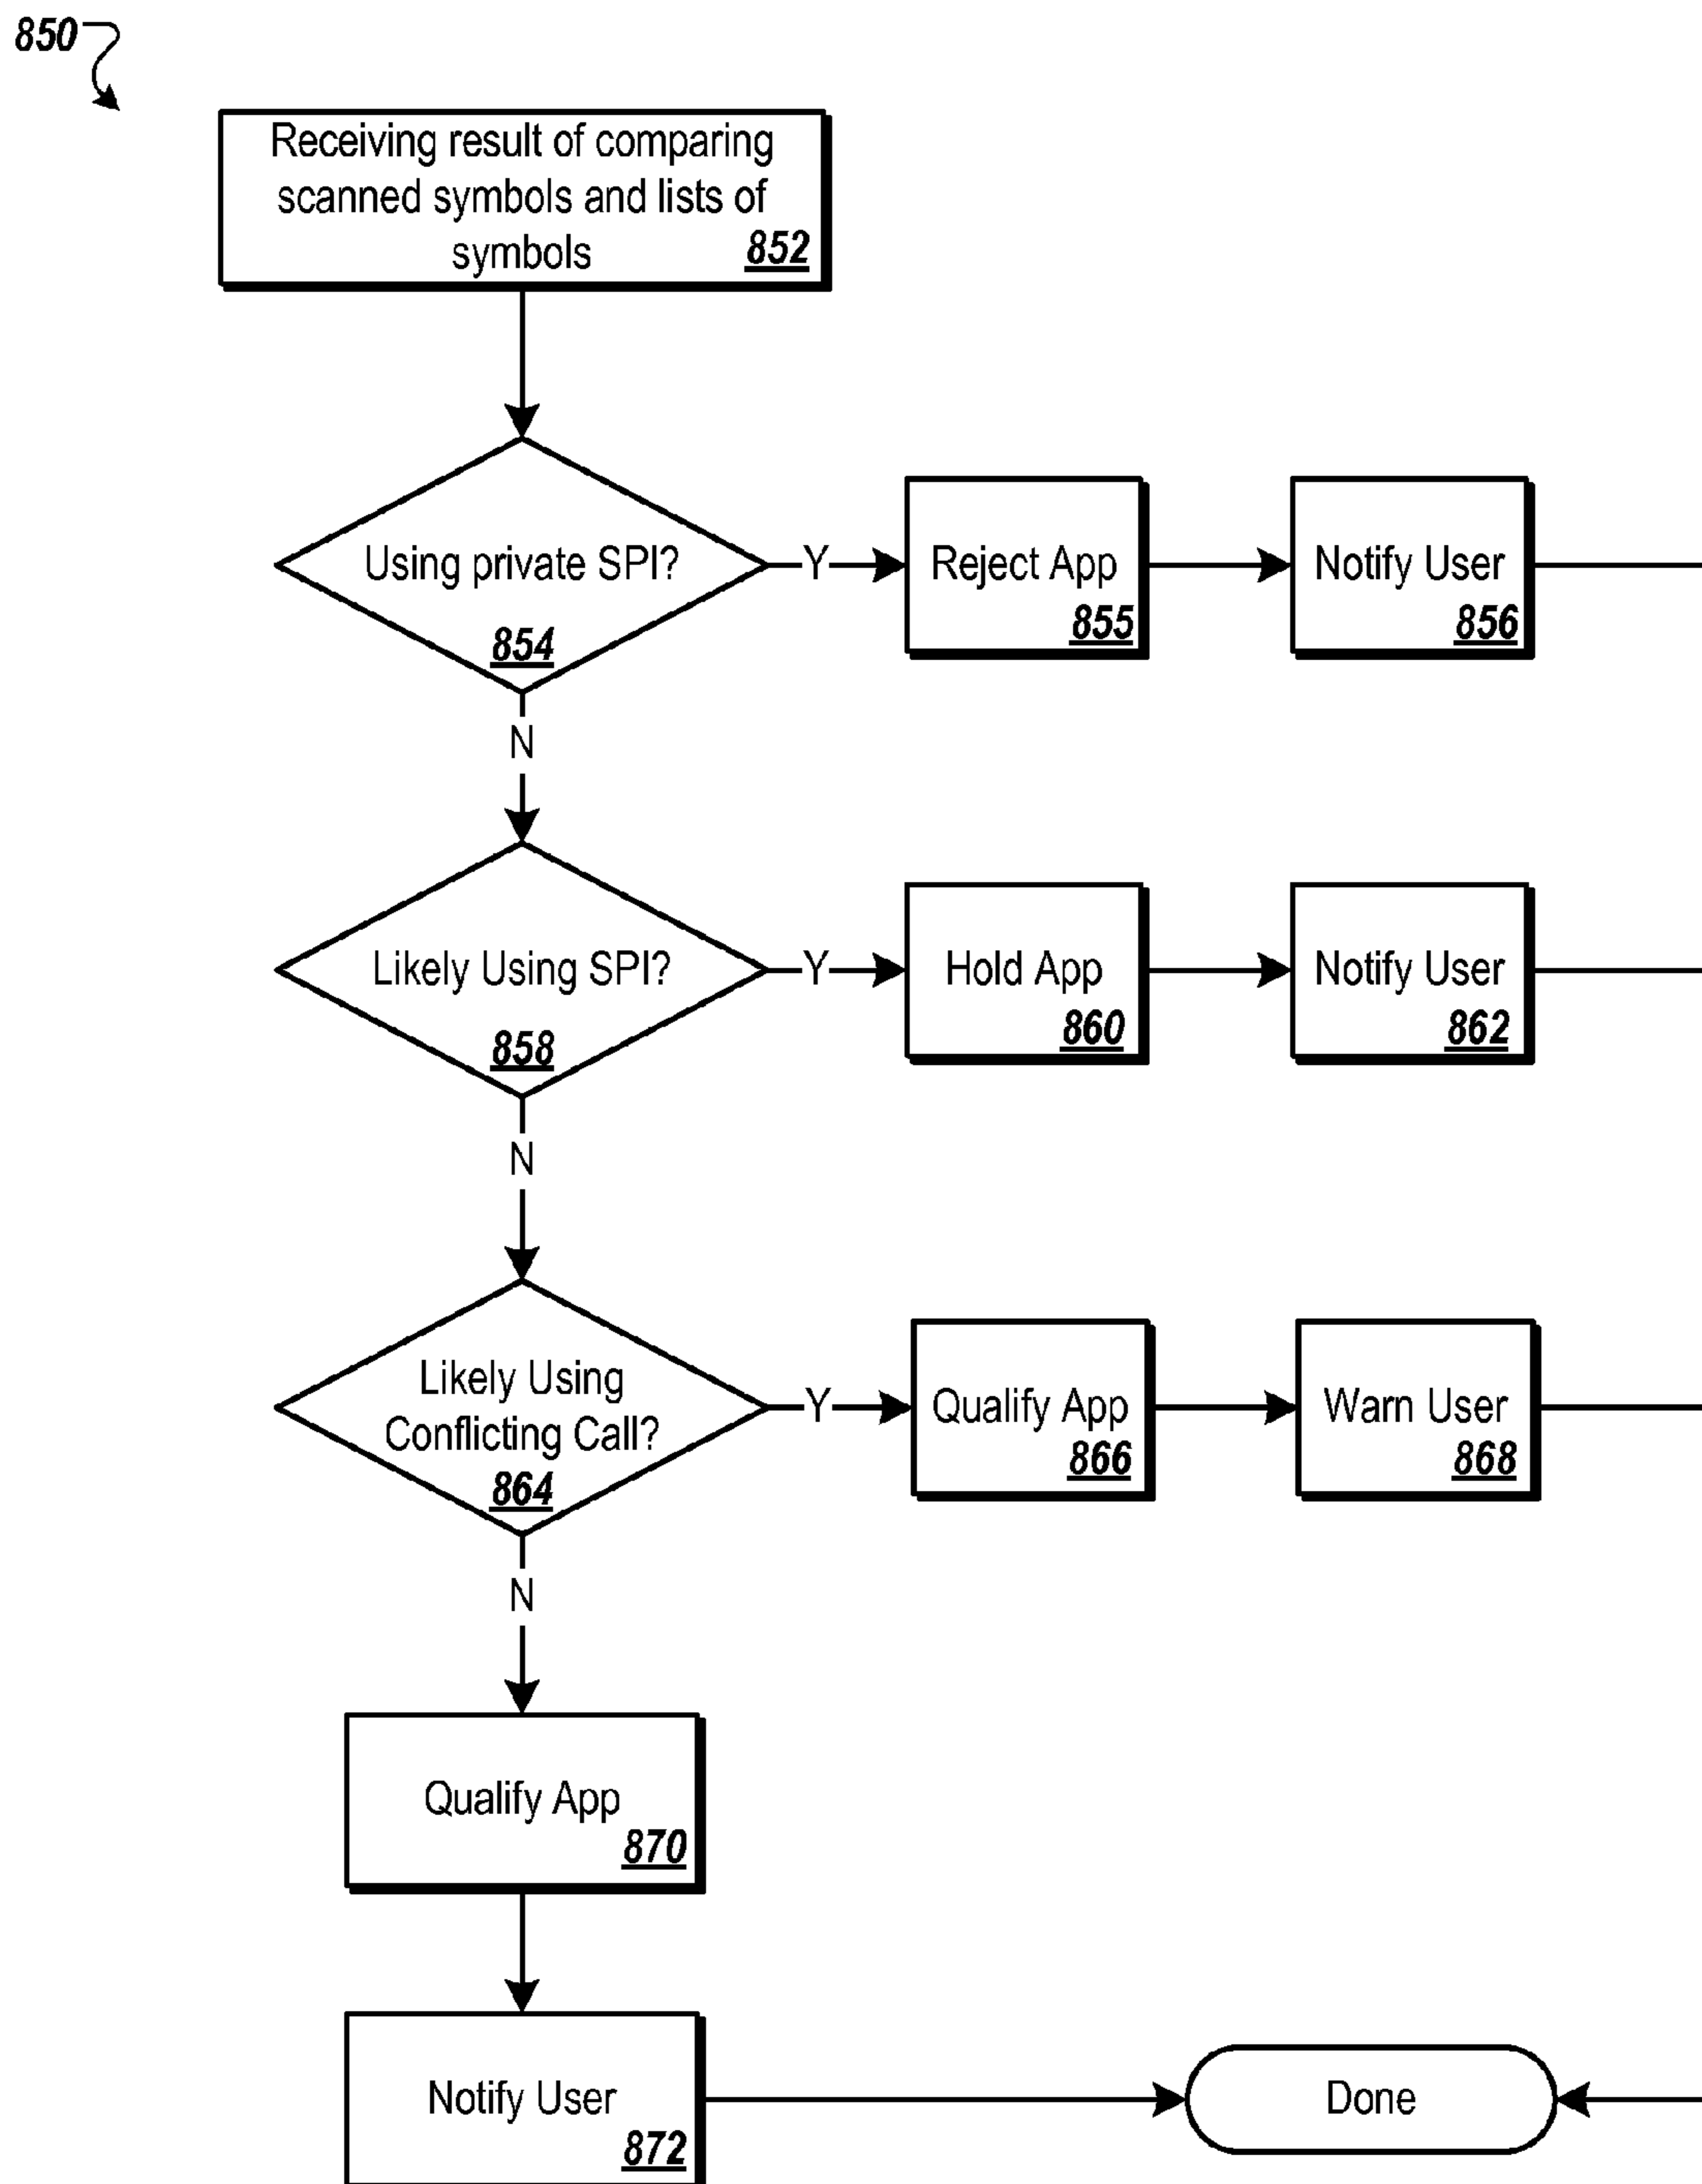 850
Receiving result of comparing
scanned symbols and lists of
symbols 852
Using private SPI?
854
Y
Reject App
855
Notify User
856
N
Likely Using SPI?
858
Y
Hold App
860
Notify User
862
N
Likely Using
Conflicting Call?
864
Y
Qualify App
866
Warn User
868
N
Qualify App
870
Notify User
872
Done